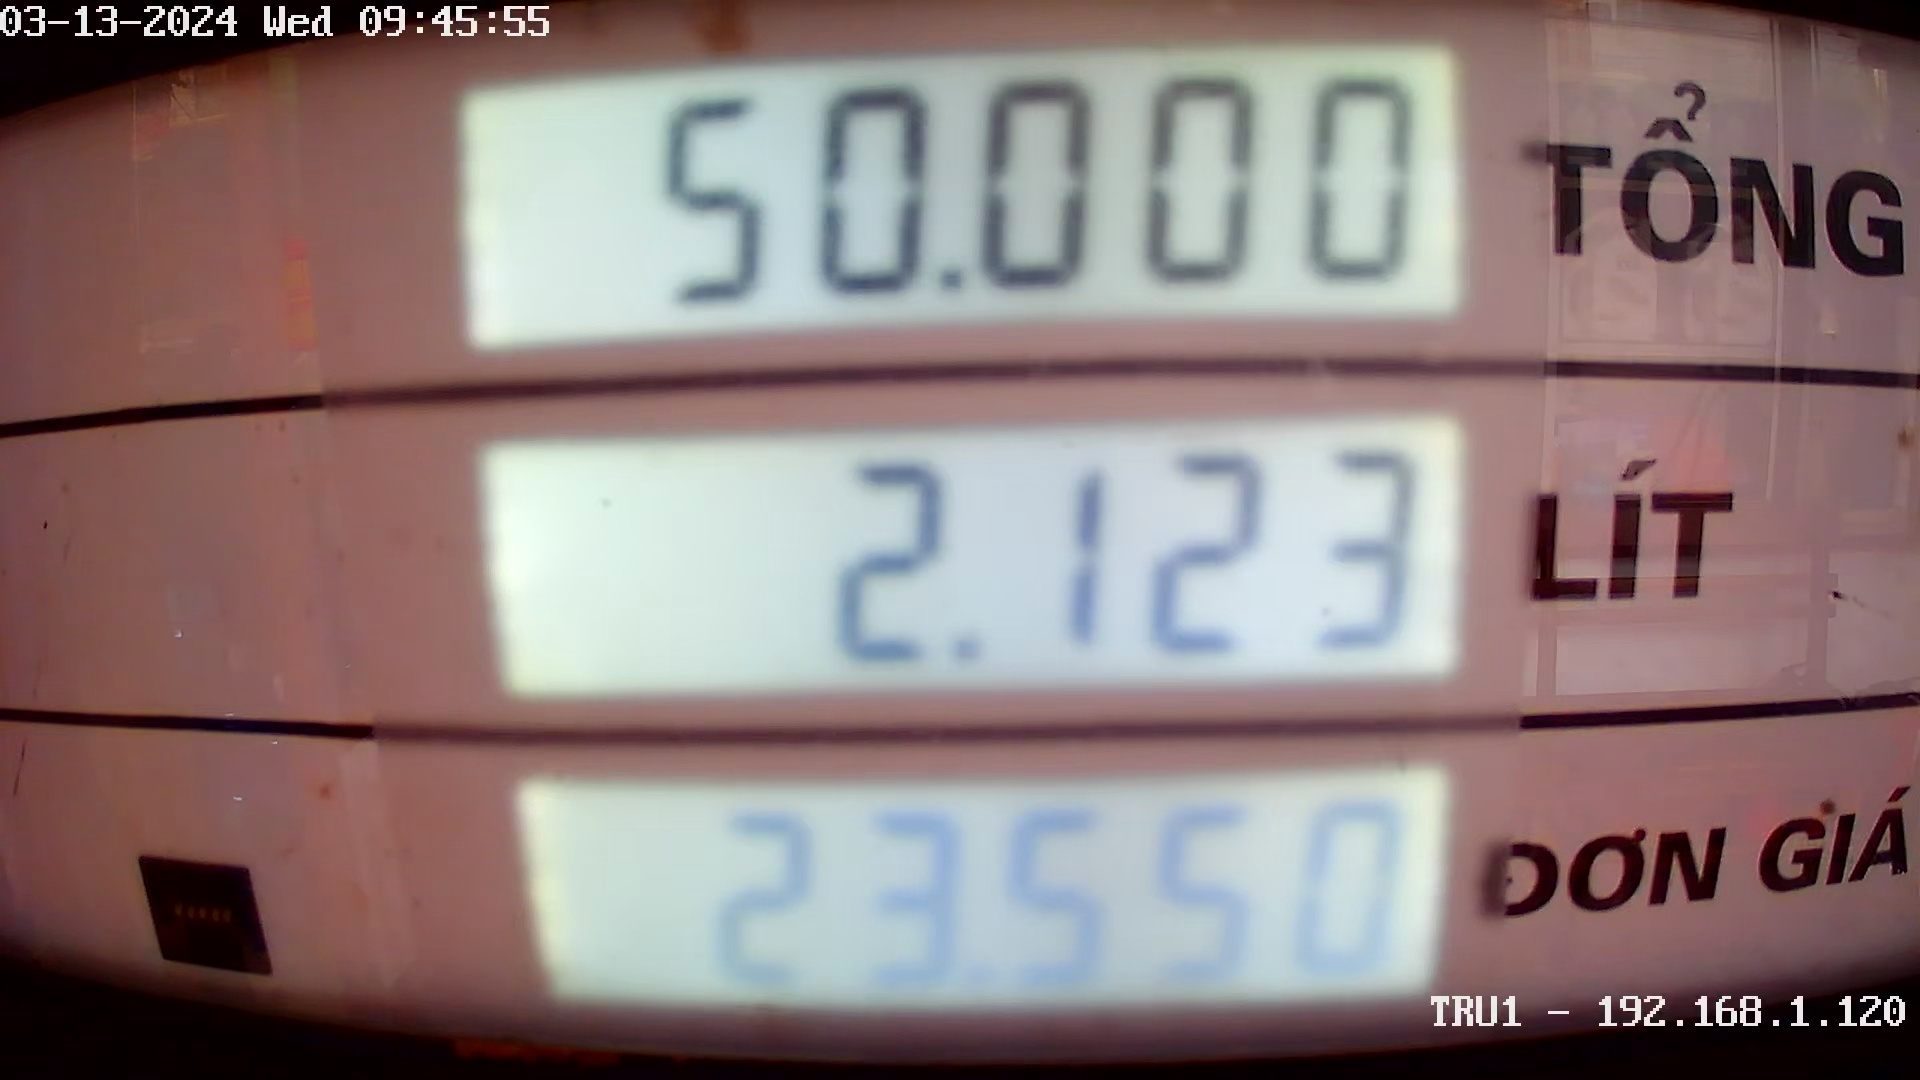 03-13-2024 Wed 09:45:55
50.000 TỔNG
2.123 LÍT
23.550 ĐƠN GIÁ
TRU1 - 192.168.1.120